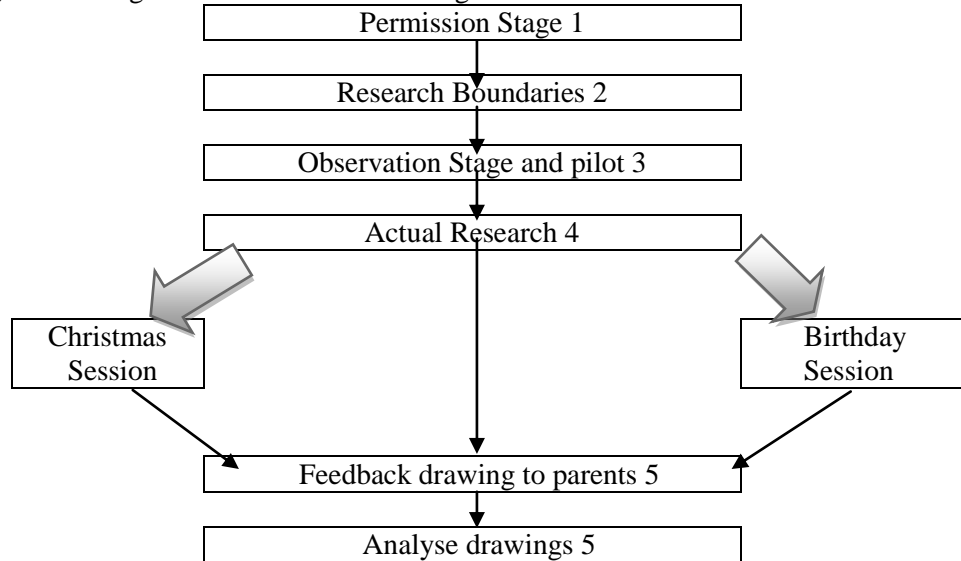 Permission Stage 1
Research Boundaries 2
Observation Stage and pilot 3
Actual Research 4
Christmas
Session
Birthday
Session
Feedback drawing to parents 5
Analyse drawings 5